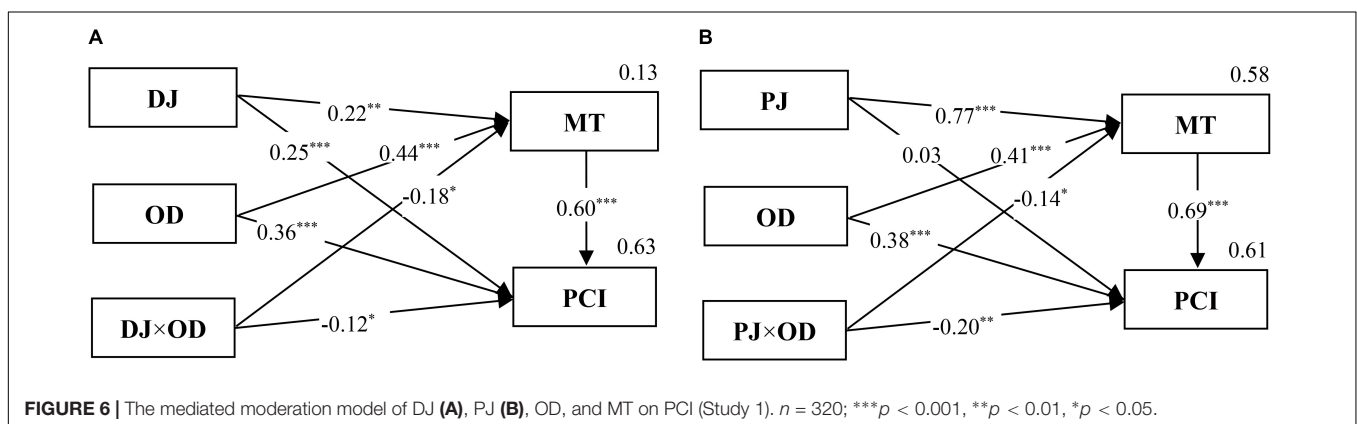 A
DJ
OD
DJ×OD
0.22**
0.25***
0.44***
-0.18*
0.36***
-0.12*
0.13
MT
0.60***
0.63
PCI
B
PJ
OD
PJ×OD
0.77***
0.03
0.41***
-0.14*
0.38***
-0.20**
0.58
MT
0.69***
0.61
PCI
FIGURE 6 | The mediated moderation model of DJ (A), PJ (B), OD, and MT on PCI (Study 1). n = 320; ***p < 0.001, **p < 0.01, *p < 0.05.